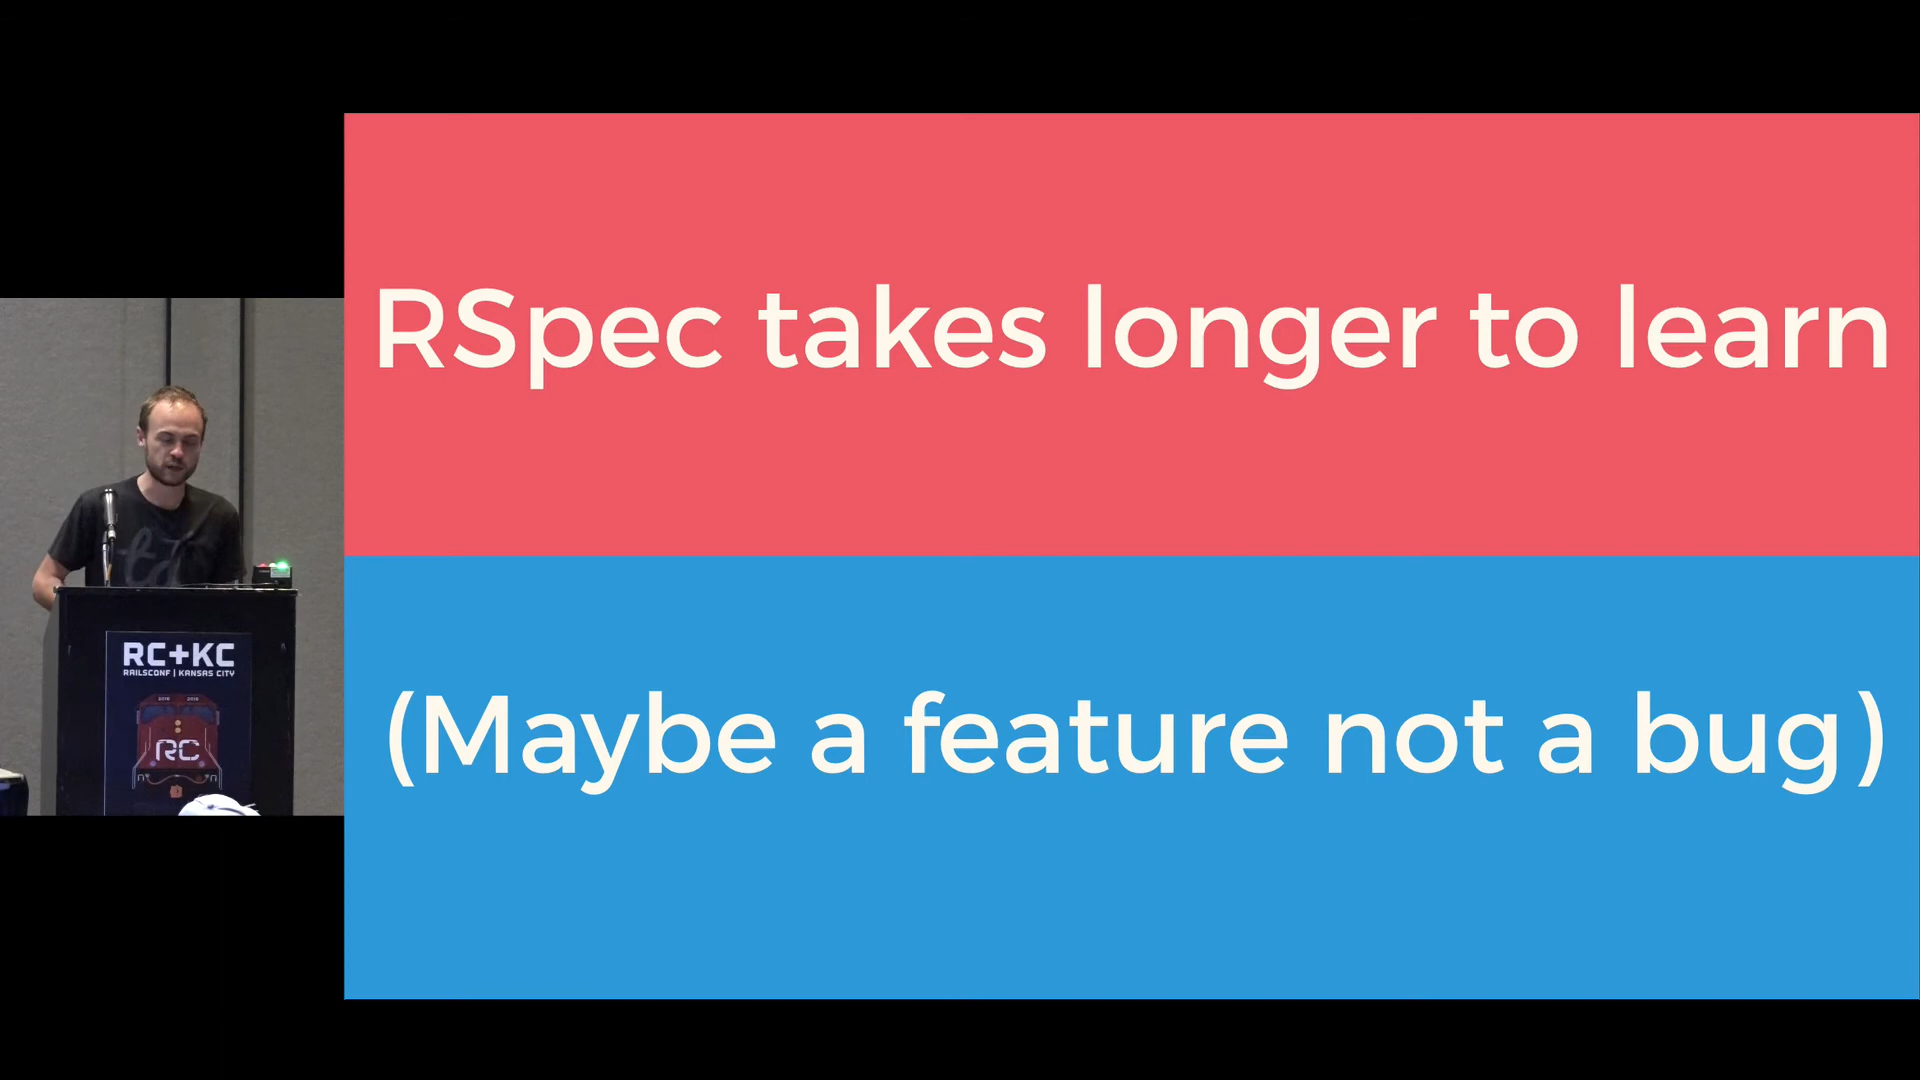 RSpec takes longer to learn
(Maybe a feature not a bug)
RC+KC
RAILSCONF | KANSAS CITY
RC